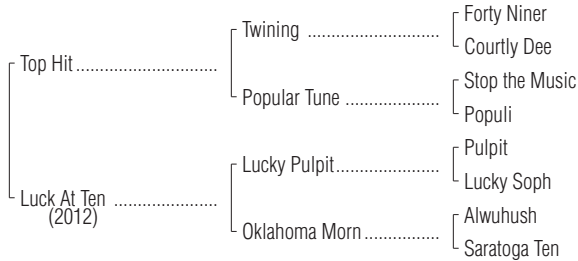 Forty Niner
Twining ........................
Courtly Dee
Top Hit ..........................
Stop the Music
Popular Tune .................
Populi
Pulpit
Lucky Pulpit ...................
Lucky Soph
Luck At Ten ...................
(2012)
Alwuhush
Oklahoma Morn ..............
Saratoga Ten